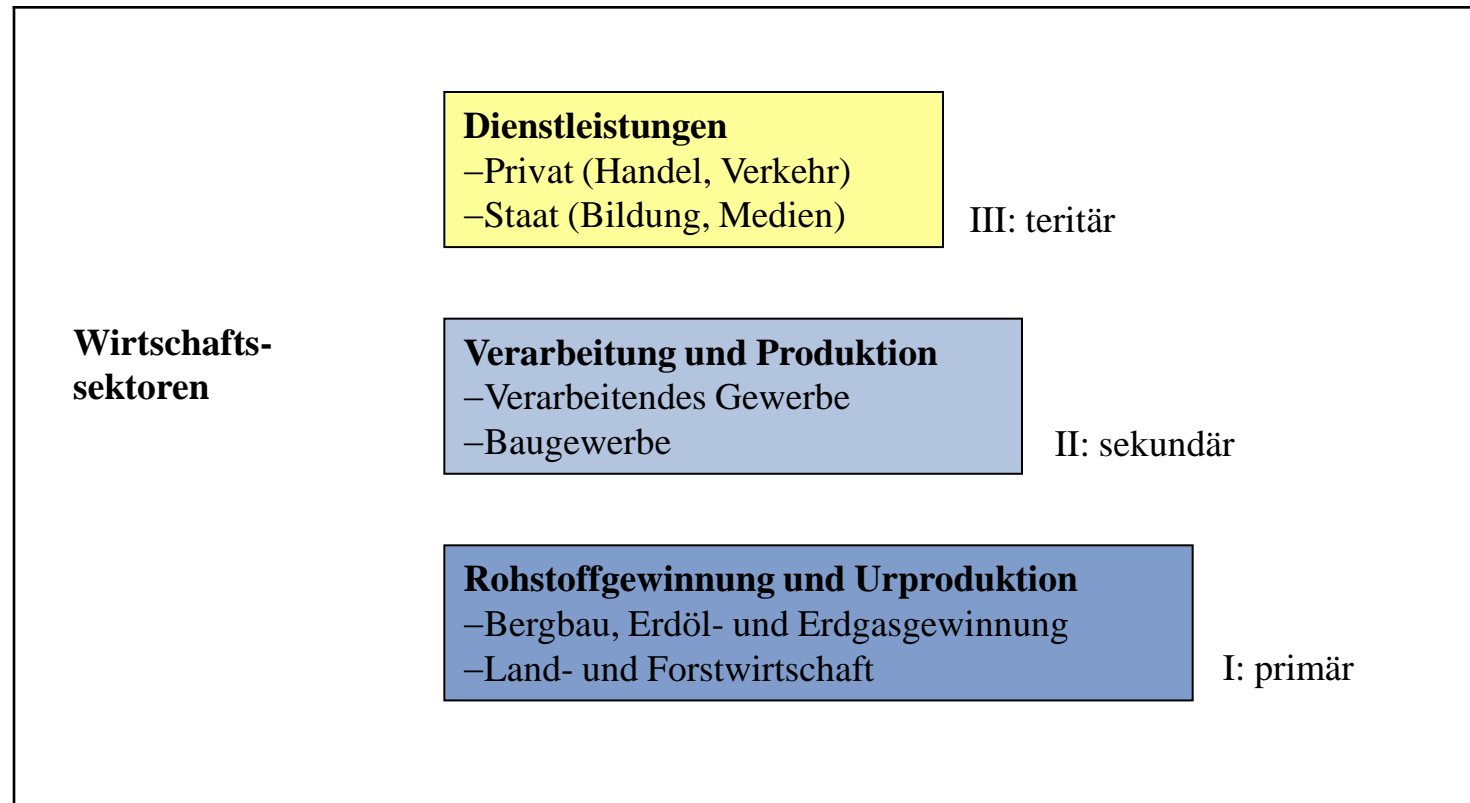 Dienstleistungen
–Privat (Handel, Verkehr)
–Staat (Bildung, Medien)
III: teritär
Wirtschafts-
sektoren
Verarbeitung und Produktion
–Verarbeitendes Gewerbe
–Baugewerbe
II: sekundär
Rohstoffgewinnung und Urproduktion
–Bergbau, Erdöl- und Erdgasgewinnung
–Land- und Forstwirtschaft
I: primär